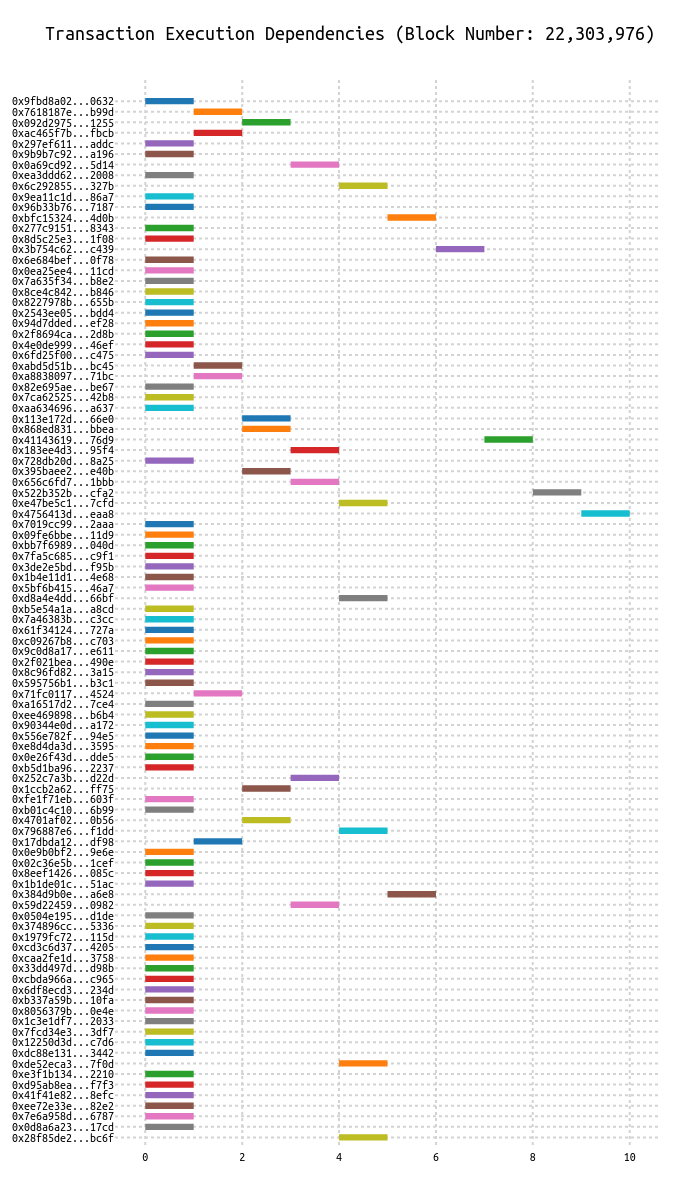 Transaction Execution Dependencies (Block Number: 22,303,976)
0x9fbd8a02...0632
0x7618187e...b99d
0x092d2975...1255
0xac465f7b...fbcb
0x297ef611...addc
0x9b9b7c92...a196
0x0a69cd92...5d14
0xea3ddd62...2008
0x6c292855...327b
0x9ea11c1d...86a7
0x96b33b76...7187
0xbfc15324...4d0b
0x277c9151...8343
0x8d5c25e3...1f08
0x3b754c62...c439
0x6e684bef...0f78
0x0ea25ee4...11cd
0x7a635f34...b8e2
0x8ce4c842...b846
0x8227978b...655b
0x2543ee05...bdd4
0x94d7dded...ef28
0x2f8694ca...2d8b
0x4e0de999...46ef
0x6fd25f00...c475
0xabd5d51b...bc45
0xa8838097...71bc
0x82e695ae...be67
0x7ca62525...42b8
0xaa634696...a637
0x113e172d...66e0
0x868ed831...bbea
0x41143619...76d9
0x183ee4d3...95f4
0x728db20d...8a25
0x395baee2...e40b
0x656c6fd7...1bbb
0x522b352b...cfa2
0xe47be5c1...7cfd
0x4756413d...eaa8
0x7019cc99...2aaa
0x09fe6bbe...11d9
0xbb7f6989...040d
0x7fa5c685...c9f1
0x3de2e5bd...f95b
0x1b4e11d1...4e68
0x5bf6b415...46a7
0xd8a4e4dd...66bf
0xb5e54a1a...a8cd
0x7a46383b...c3cc
0x61f34124...727a
0xc09267b8...c703
0x9c0d8a17...e611
0x2f021bea...490e
0x8c96fd82...3a15
0x595756b1...b3c1
0x71fc0117...4524
0xa16517d2...7ce4
0xee469898...b6b4
0x90344e0d...a172
0x556e782f...94e5
0xe8d4da3d...3595
0x0e26f43d...dde5
0xb5d1ba96...2237
0x252c7a3b...d22d
0x1ccb2a62...ff75
0xfe1f71eb...603f
0xb01c4c10...6b99
0x4701af02...0b56
0x796887e6...f1dd
0x17dbda12...df98
0x0e9b0bf2...9e6e
0x02c36e5b...1cef
0x8eef1426...085c
0x1b1de01c...51ac
0x384d9b0e...a6e8
0x59d22459...0982
0x0504e195...d1de
0x374896cc...5336
0x1979fc72...115d
0xcd3c6d37...4205
0xcaa2fe1d...3758
0x33dd497d...d98b
0xcbda966a...c965
0x6df8ecd3...234d
0xb337a59b...10fa
0x8056379b...0e4e
0x1c3e1df7...2033
0x7fcd34e3...3df7
0x12250d3d...c7d6
0xdc88e131...3442
0xde52eca3...7f0d
0xe3f1b134...2210
0xd95ab8ea...f7f3
0x41f41e82...8efc
0xee72e33e...82e2
0x7e6a958d...6787
0x0d8a6a23...17cd
0x28f85de2...bc6f
0 2 4 6 8 10